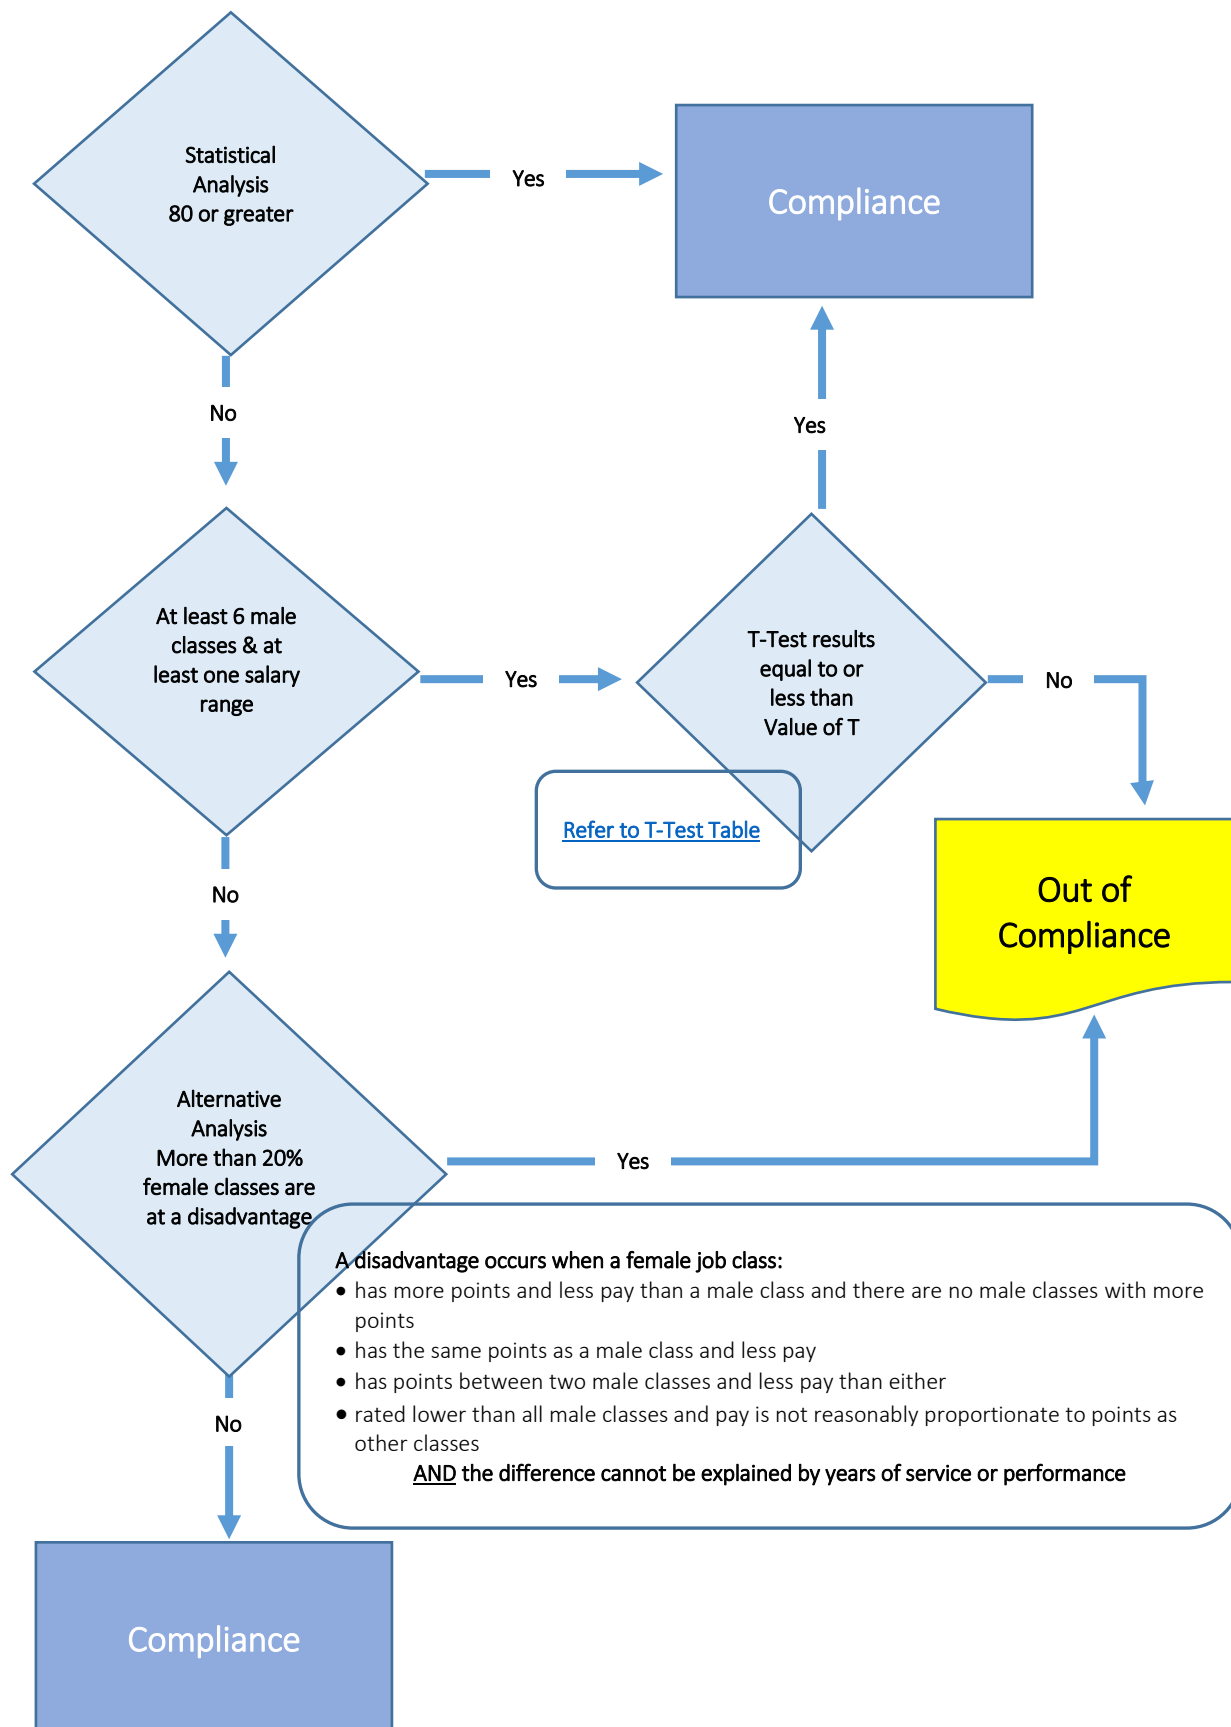 Statistical
Analysis
80 or greater
Yes
Compliance
No
Yes
At least 6 male
classes & at
least one salary
range
Yes
T-Test results
equal to or
less than
Value of T
No
Refer to T-Test Table
No
Out of
Compliance
Alternative
Analysis
More than 20%
female classes are
at a disadvantage
Yes
A disadvantage occurs when a female job class:
• has more points and less pay than a male class and there are no male classes with more
points
• has the same points as a male class and less pay
• has points between two male classes and less pay than either
• rated lower than all male classes and pay is not reasonably proportionate to points as
other classes
AND the difference cannot be explained by years of service or performance
No
Compliance